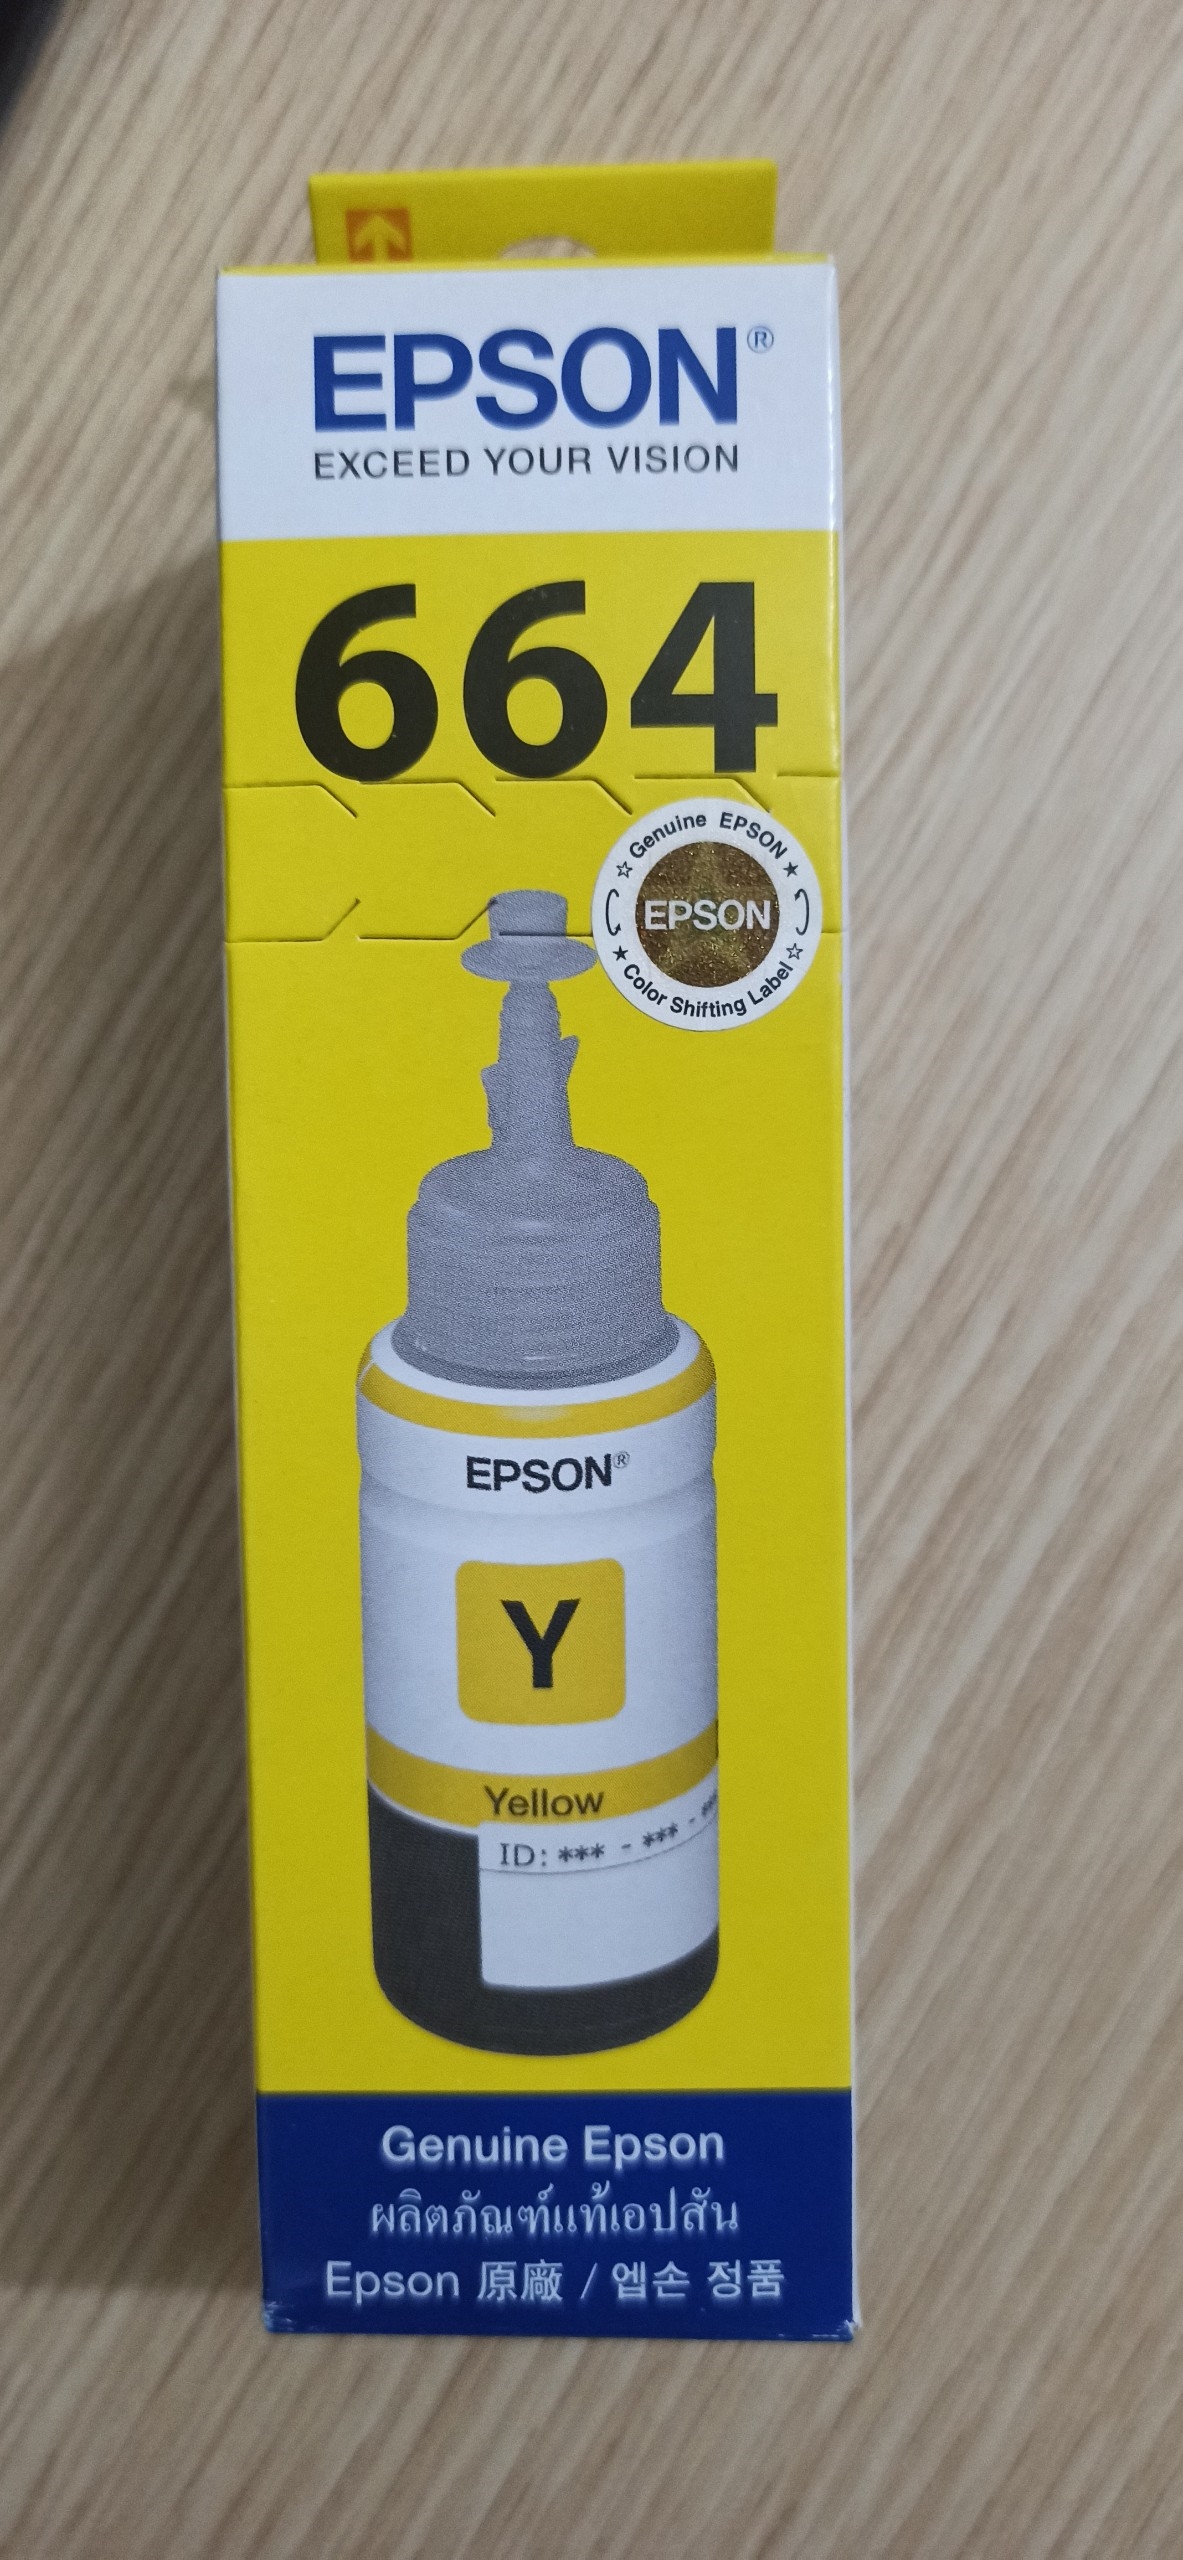 EPSON®
EXCEED YOUR VISION
664
☆ Genuine EPSON ★
EPSON
★ Color Shifting Label ☆
EPSON®
Y
Yellow
ID: *** - *** - **
Genuine Epson
ผลิตภัณฑ์แท้เอปสัน
Epson 原廠 / 엡손 정품